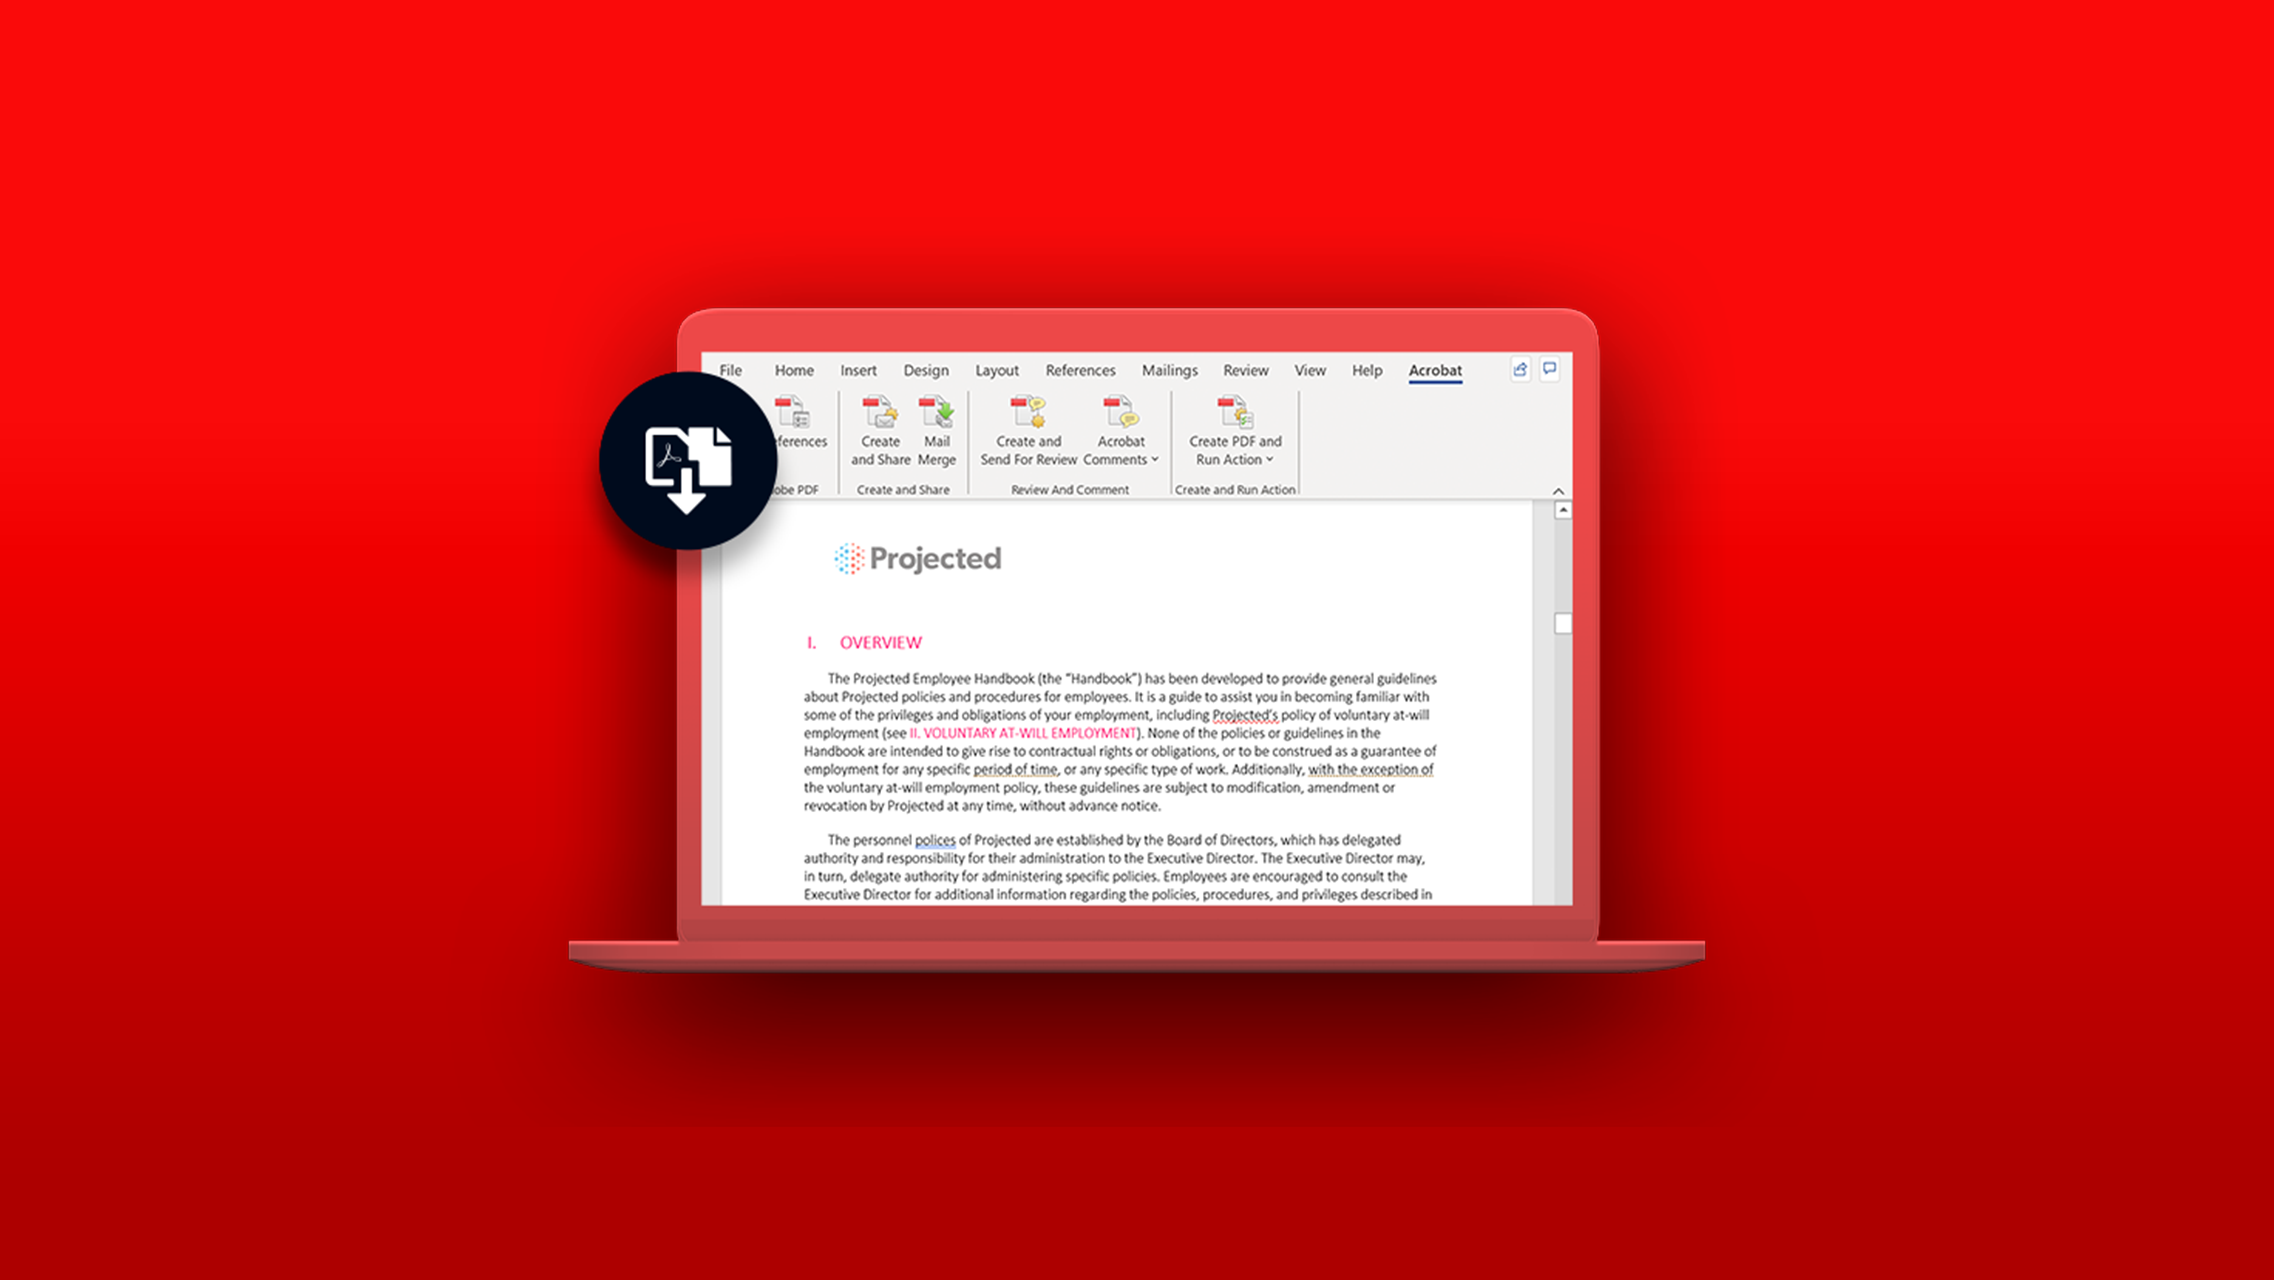 File Home Insert Design Layout References Mailings Review View Help Acrobat
Create and Share Mail Merge Create and Send For Review Acrobat Comments Create PDF and Run Action
PDF Create and Share Review And Comment Create and Run Action
Projected
I. OVERVIEW
The Projected Employee Handbook (the “Handbook”) has been developed to provide general guidelines
about Projected policies and procedures for employees. It is a guide to assist you in becoming familiar with
some of the privileges and obligations of your employment, including Projected’s policy of voluntary at-will
employment (see II. VOLUNTARY AT-WILL EMPLOYMENT). None of the policies or guidelines in the
Handbook are intended to give rise to contractual rights or obligations, or to be construed as a guarantee of
employment for any specific period of time, or any specific type of work. Additionally, with the exception of
the voluntary at-will employment policy, these guidelines are subject to modification, amendment or
revocation by Projected at any time, without advance notice.
The personnel polices of Projected are established by the Board of Directors, which has delegated
authority and responsibility for their administration to the Executive Director. The Executive Director may,
in turn, delegate authority for administering specific policies. Employees are encouraged to consult the
Executive Director for additional information regarding the policies, procedures, and privileges described in